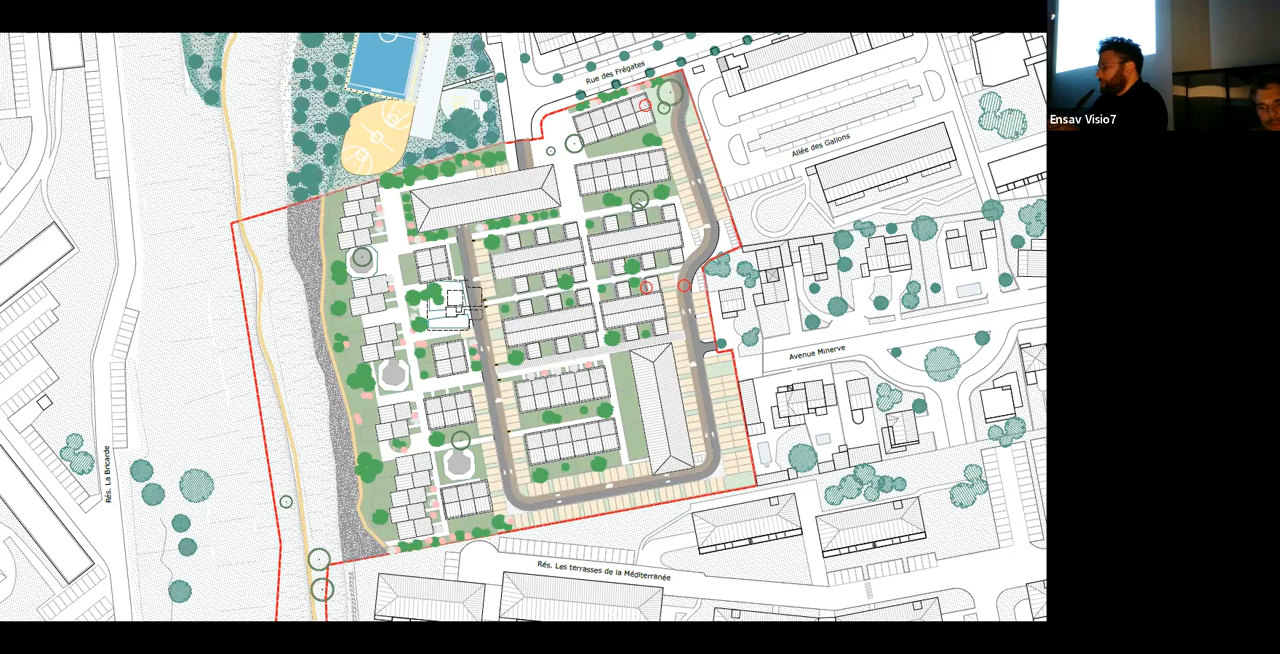 Rue des Frégates
Ensav Visio7
Allée des Galions
Avenue Minerve
Rés. La Bricarde
Rés. Les terrasses de la Méditerranée